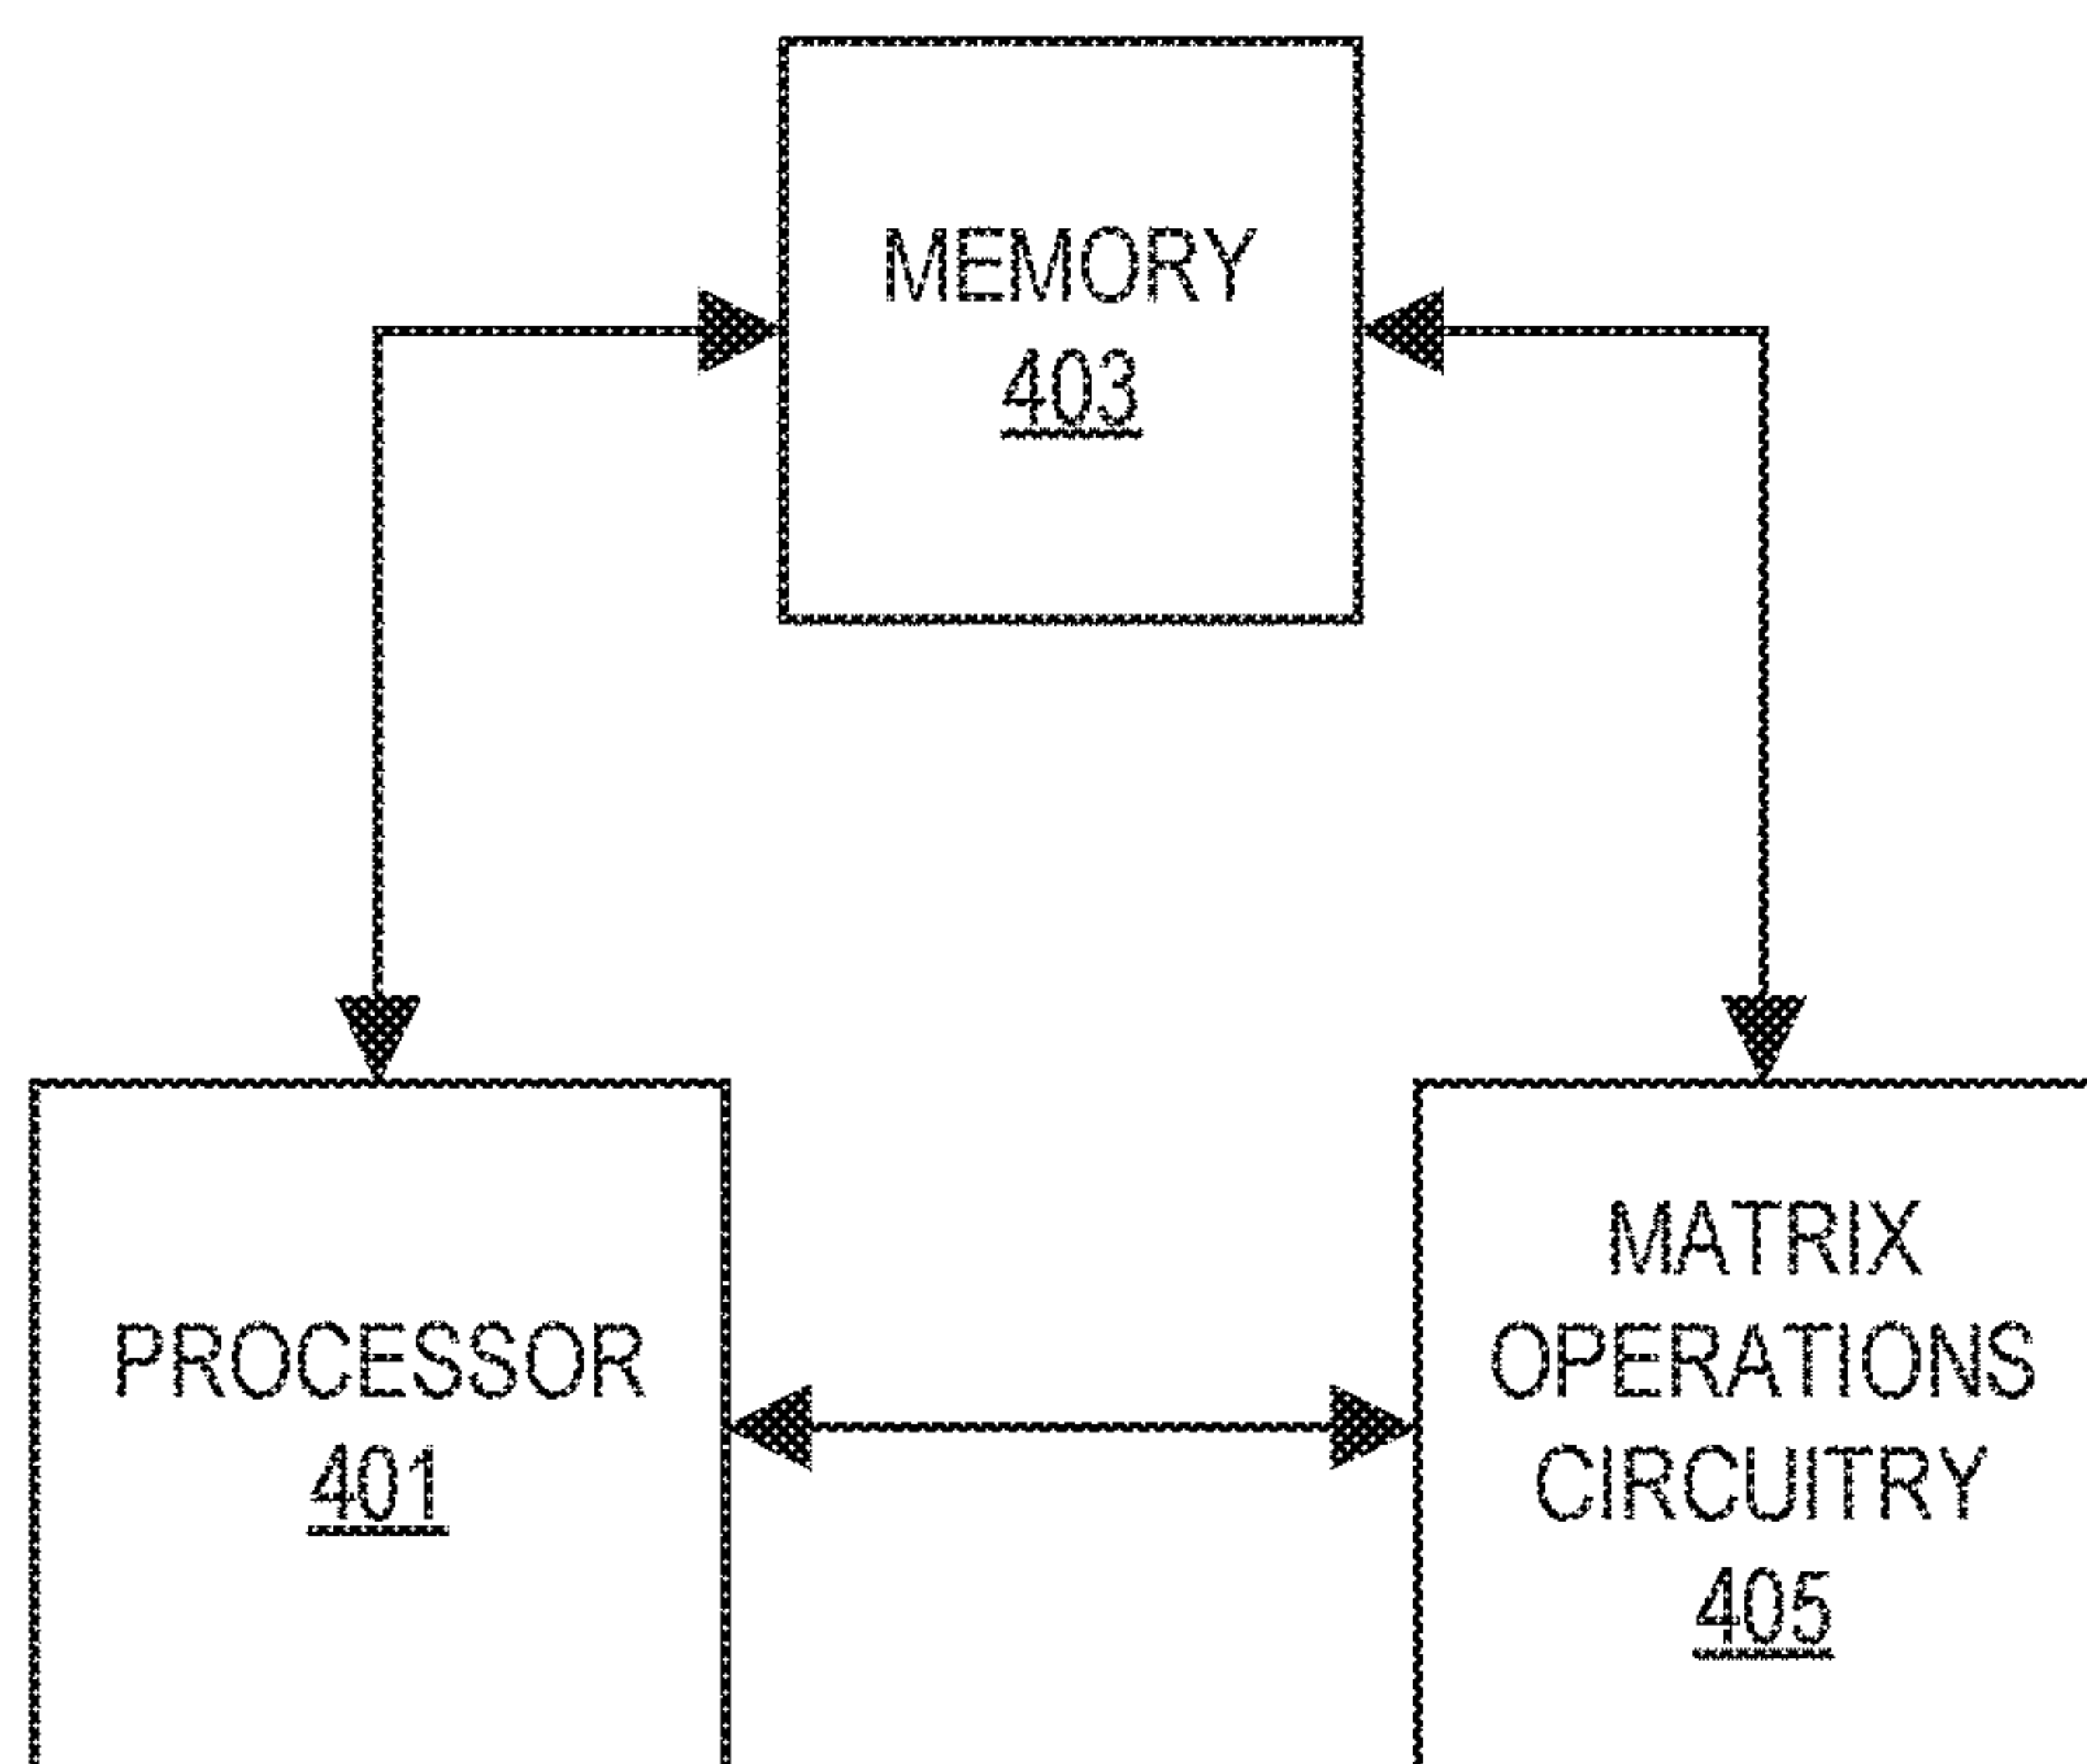 MEMORY
403
PROCESSOR
401
MATRIX
OPERATIONS
CIRCUITRY
405